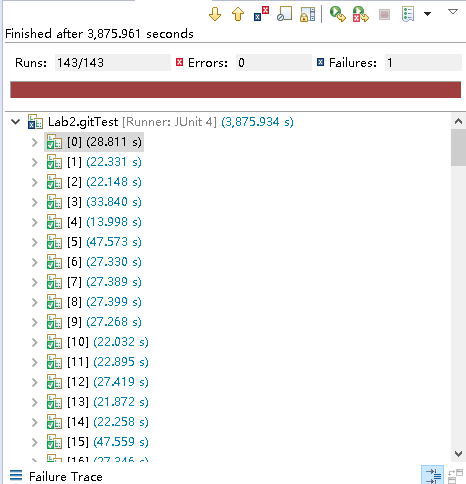 Finished after 3,875.961 seconds
Runs: 143/143 Errors: 0 Failures: 1
Lab2.gitTest [Runner: JUnit 4] (3,875.934 s)
[0] (28.811 s)
[1] (22.331 s)
[2] (22.148 s)
[3] (33.840 s)
[4] (13.998 s)
[5] (47.573 s)
[6] (27.330 s)
[7] (27.389 s)
[8] (27.399 s)
[9] (27.268 s)
[10] (22.032 s)
[11] (22.895 s)
[12] (27.419 s)
[13] (21.872 s)
[14] (22.258 s)
[15] (47.559 s)
[16] (27.346 s)
Failure Trace